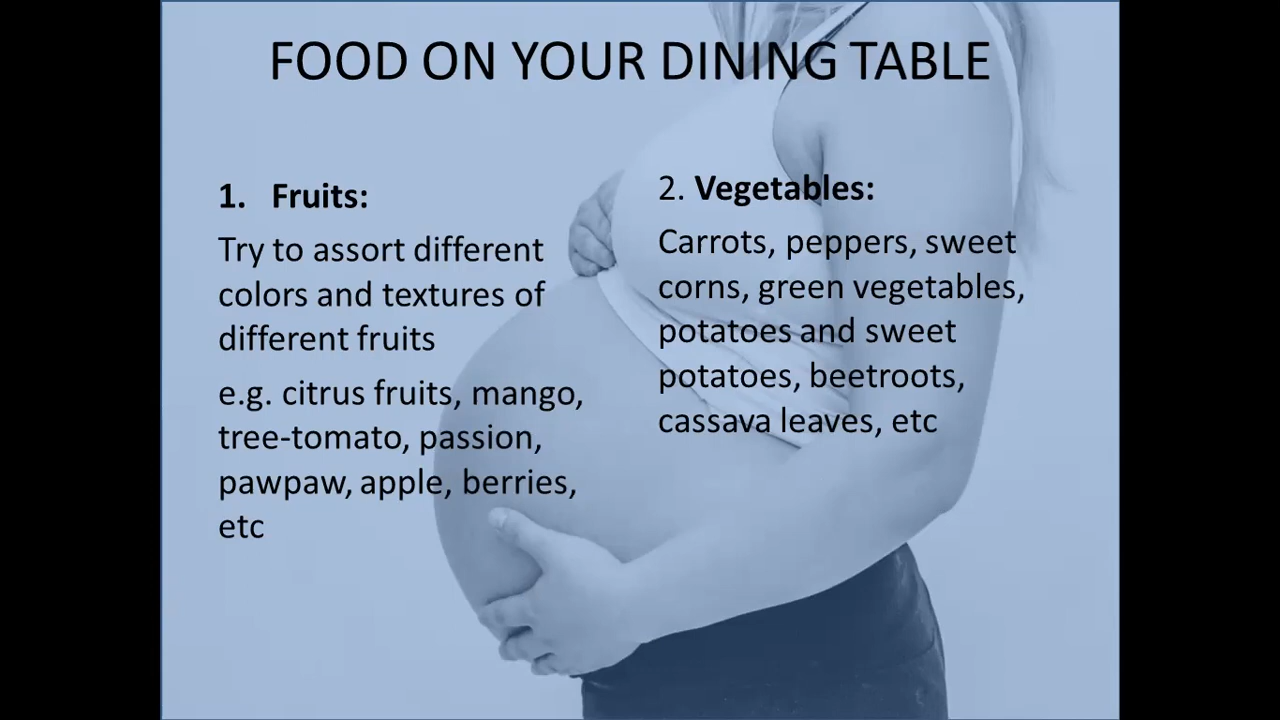 FOOD ON YOUR DINING TABLE
1. Fruits:
Try to assort different
colors and textures of
different fruits
e.g. citrus fruits, mango,
tree-tomato, passion,
pawpaw, apple, berries,
etc
2. Vegetables:
Carrots, peppers, sweet
corns, green vegetables,
potatoes and sweet
potatoes, beetroots,
cassava leaves, etc